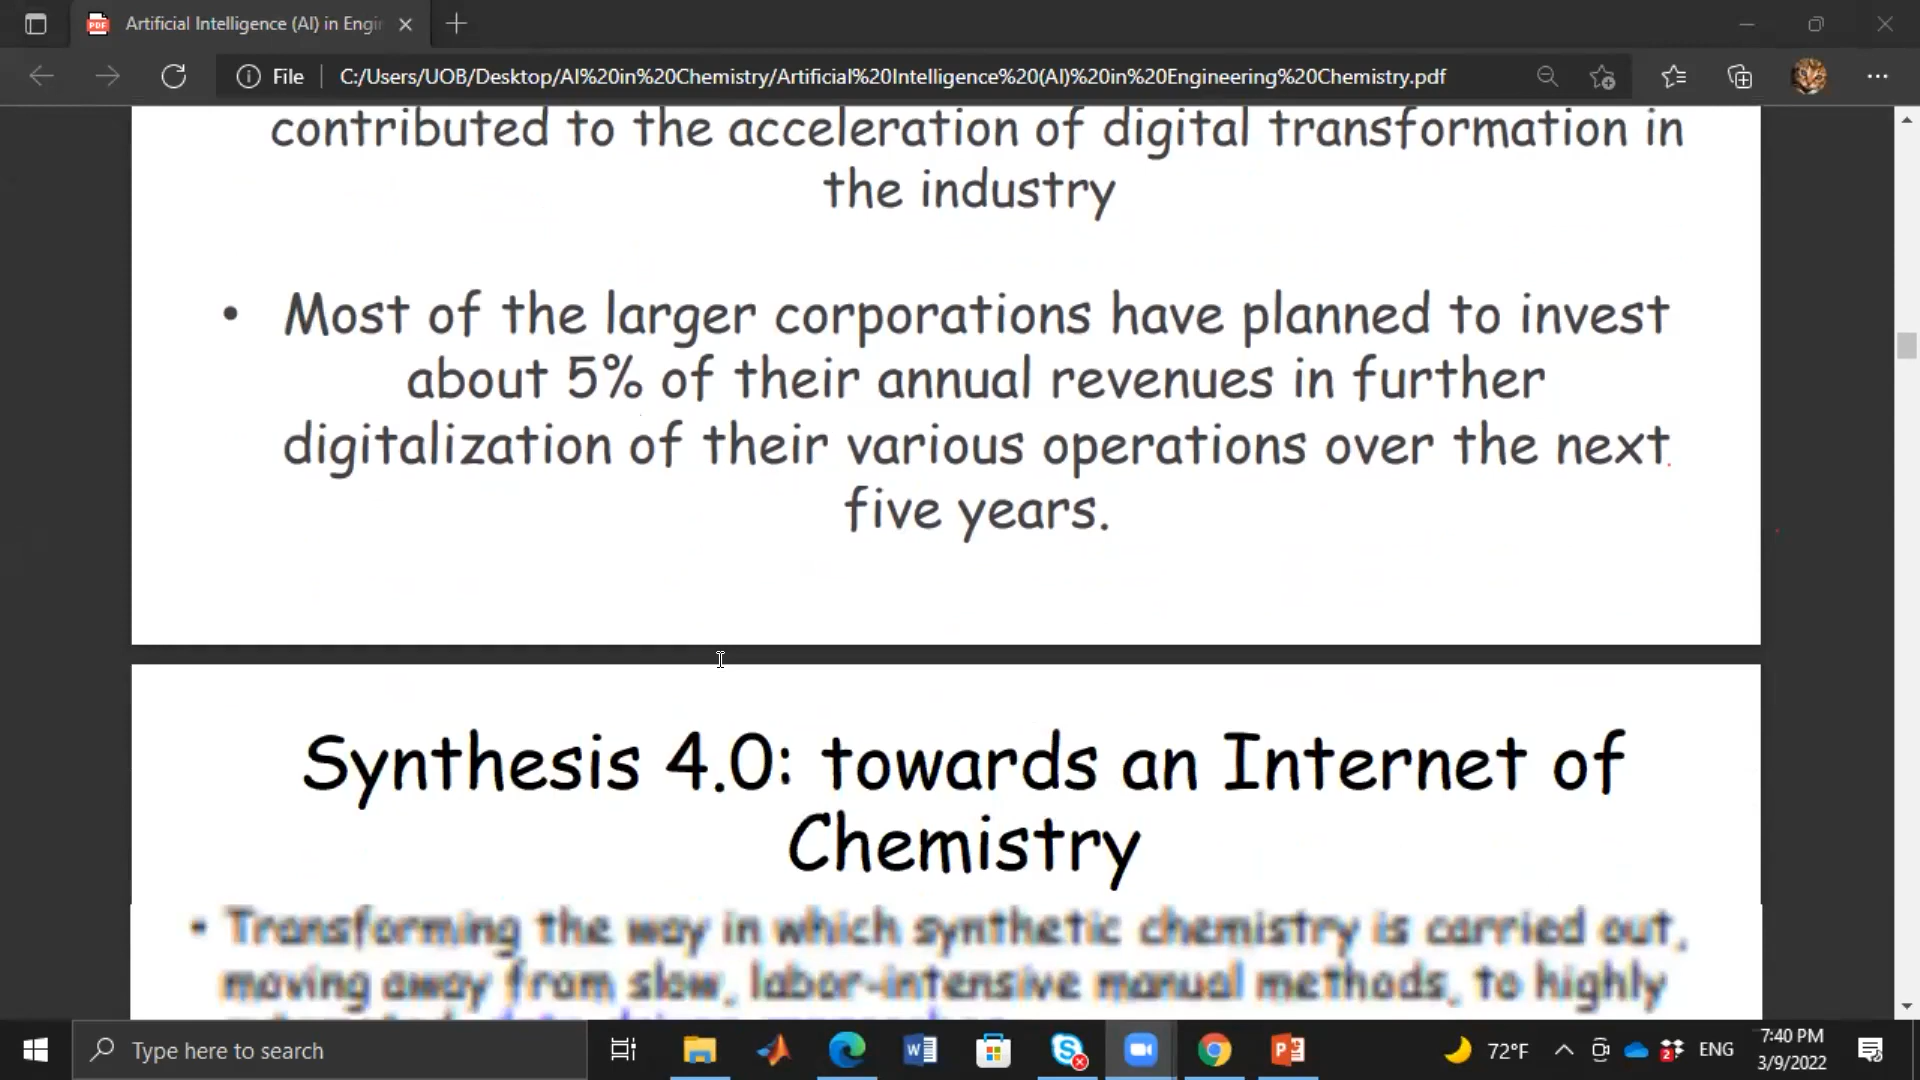 Artificial Intelligence (AI) in Engi
File
C:/Users/UOB/Desktop/AI%20in%20Chemistry/Artificial%20Intelligence%20(AI)%20in%20Engineering%20Chemistry.pdf
contributed to the acceleration of digital transformation in
the industry
• Most of the larger corporations have planned to invest
about 5% of their annual revenues in further
digitalization of their various operations over the next
five years.
Synthesis 4.0: towards an Internet of
Chemistry
• Transforming the way in which synthetic chemistry is carried out,
moving away from slow, labor-intensive manual methods, to highly
Type here to search
72°F
ENG
7:40 PM
3/9/2022